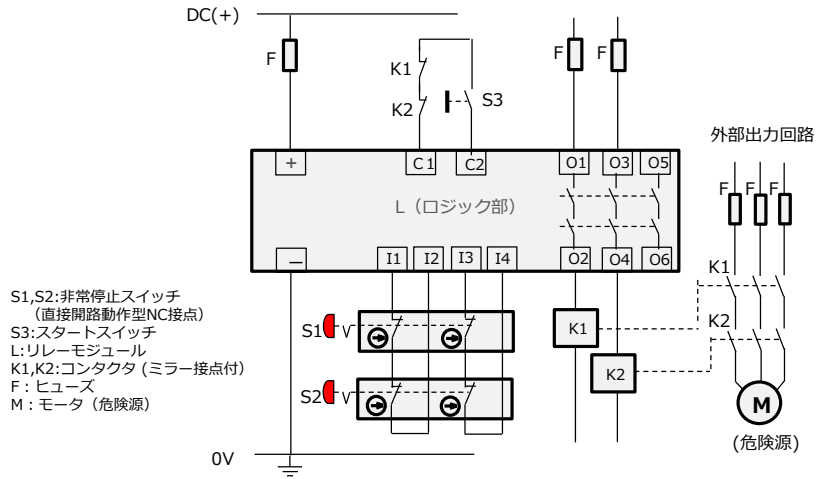 DC(+)
F
K1
K2
S3
F
F
外部出力回路
+
C1
C2
O1
O3
O5
F
F
F
L（ロジック部）
－
I1
I2
I3
I4
O2
O4
O6
K1
K2
S1,S2:非常停止スイッチ
（直接開路動作型NC接点）
S3:スタートスイッチ
L:リレーモジュール
K1,K2:コンタクタ (ミラー接点付)
F：ヒューズ
M：モータ（危険源）
S1
S2
K1
K2
M
(危険源)
0V